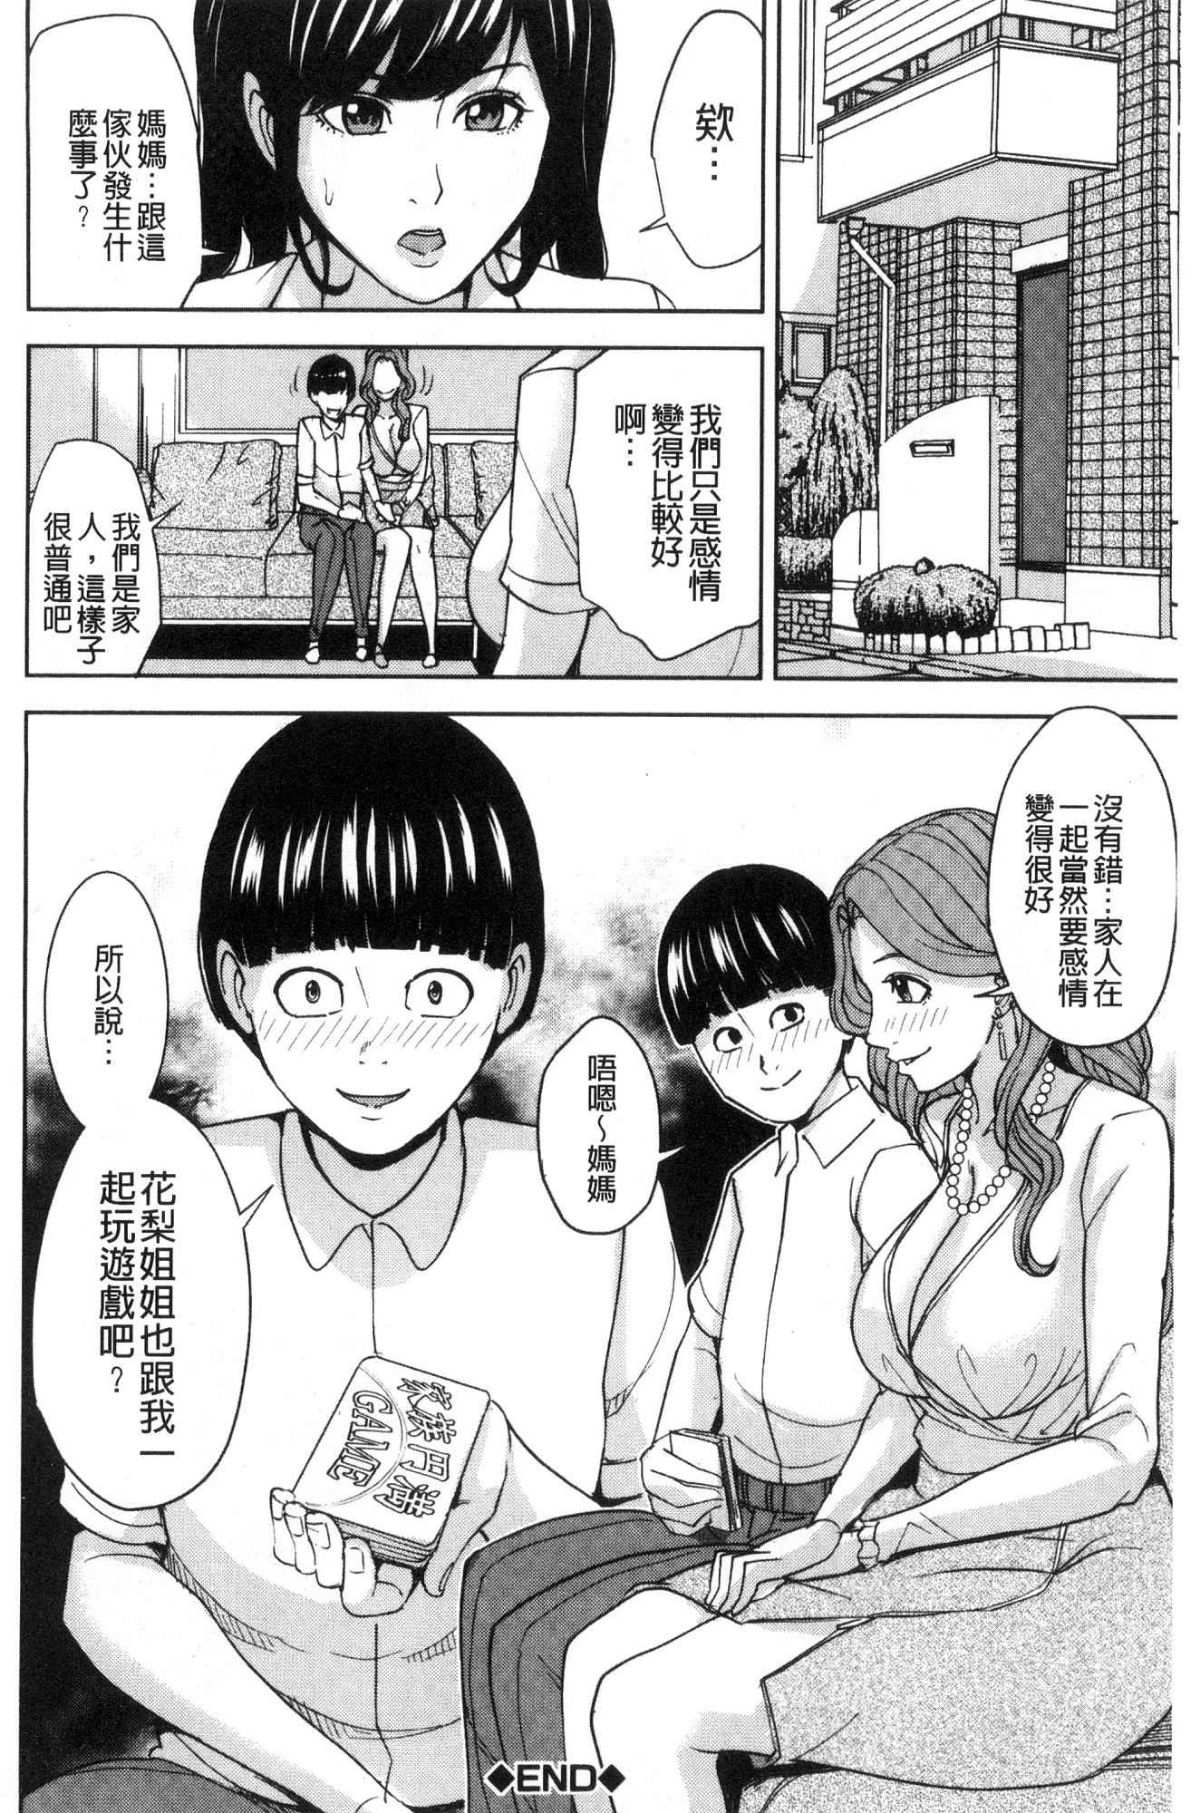 欸…
媽媽…跟這
傢伙發生什
麼事了？
我們只是感情
變得比較好
啊…
我們是家
人，這樣子
很普通吧
沒有錯…家人在
一起當然要感情
變得很好
唔嗯～媽媽
所以說…
花梨姐姐也跟我一
起玩遊戲吧？
家族円満
GAME
◆END◆